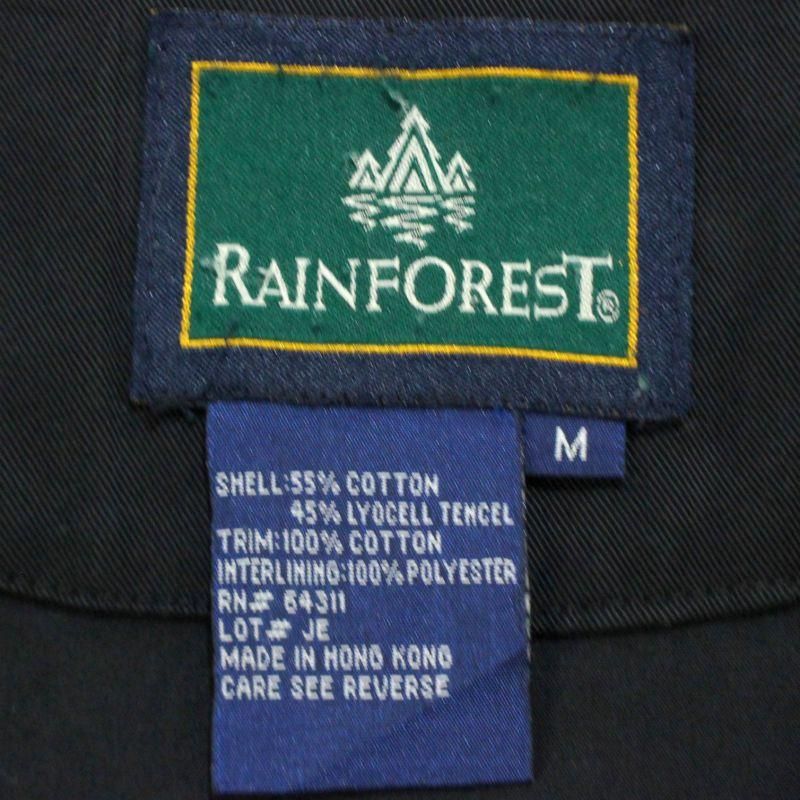 RAINFOREST®
M
SHELL:55% COTTON
45% LYOCELL TENCEL
TRIM:100% COTTON
INTERLINING:100% POLYESTER
RN# 64311
LOT# JE
MADE IN HONG KONG
CARE SEE REVERSE